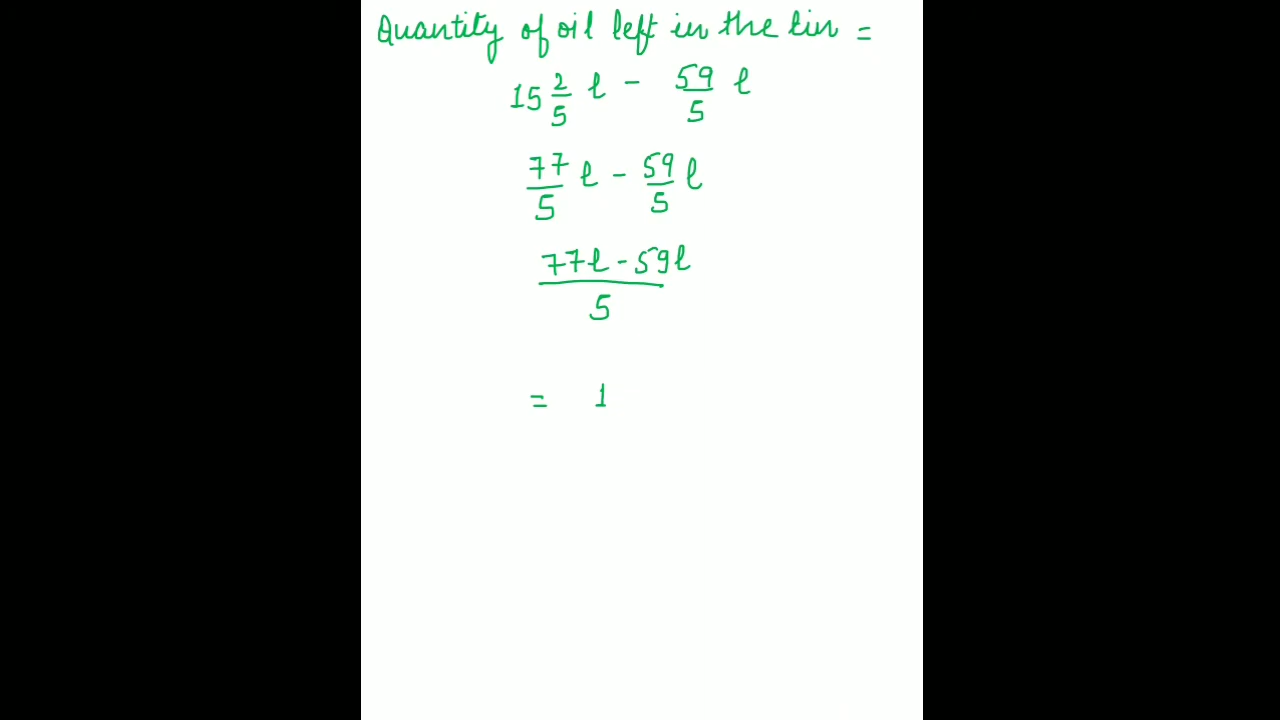 Quantity of oil left in the tin =
15 2/5 l - 59/5 l
77/5 l - 59/5 l
77l - 59l / 5
= 1